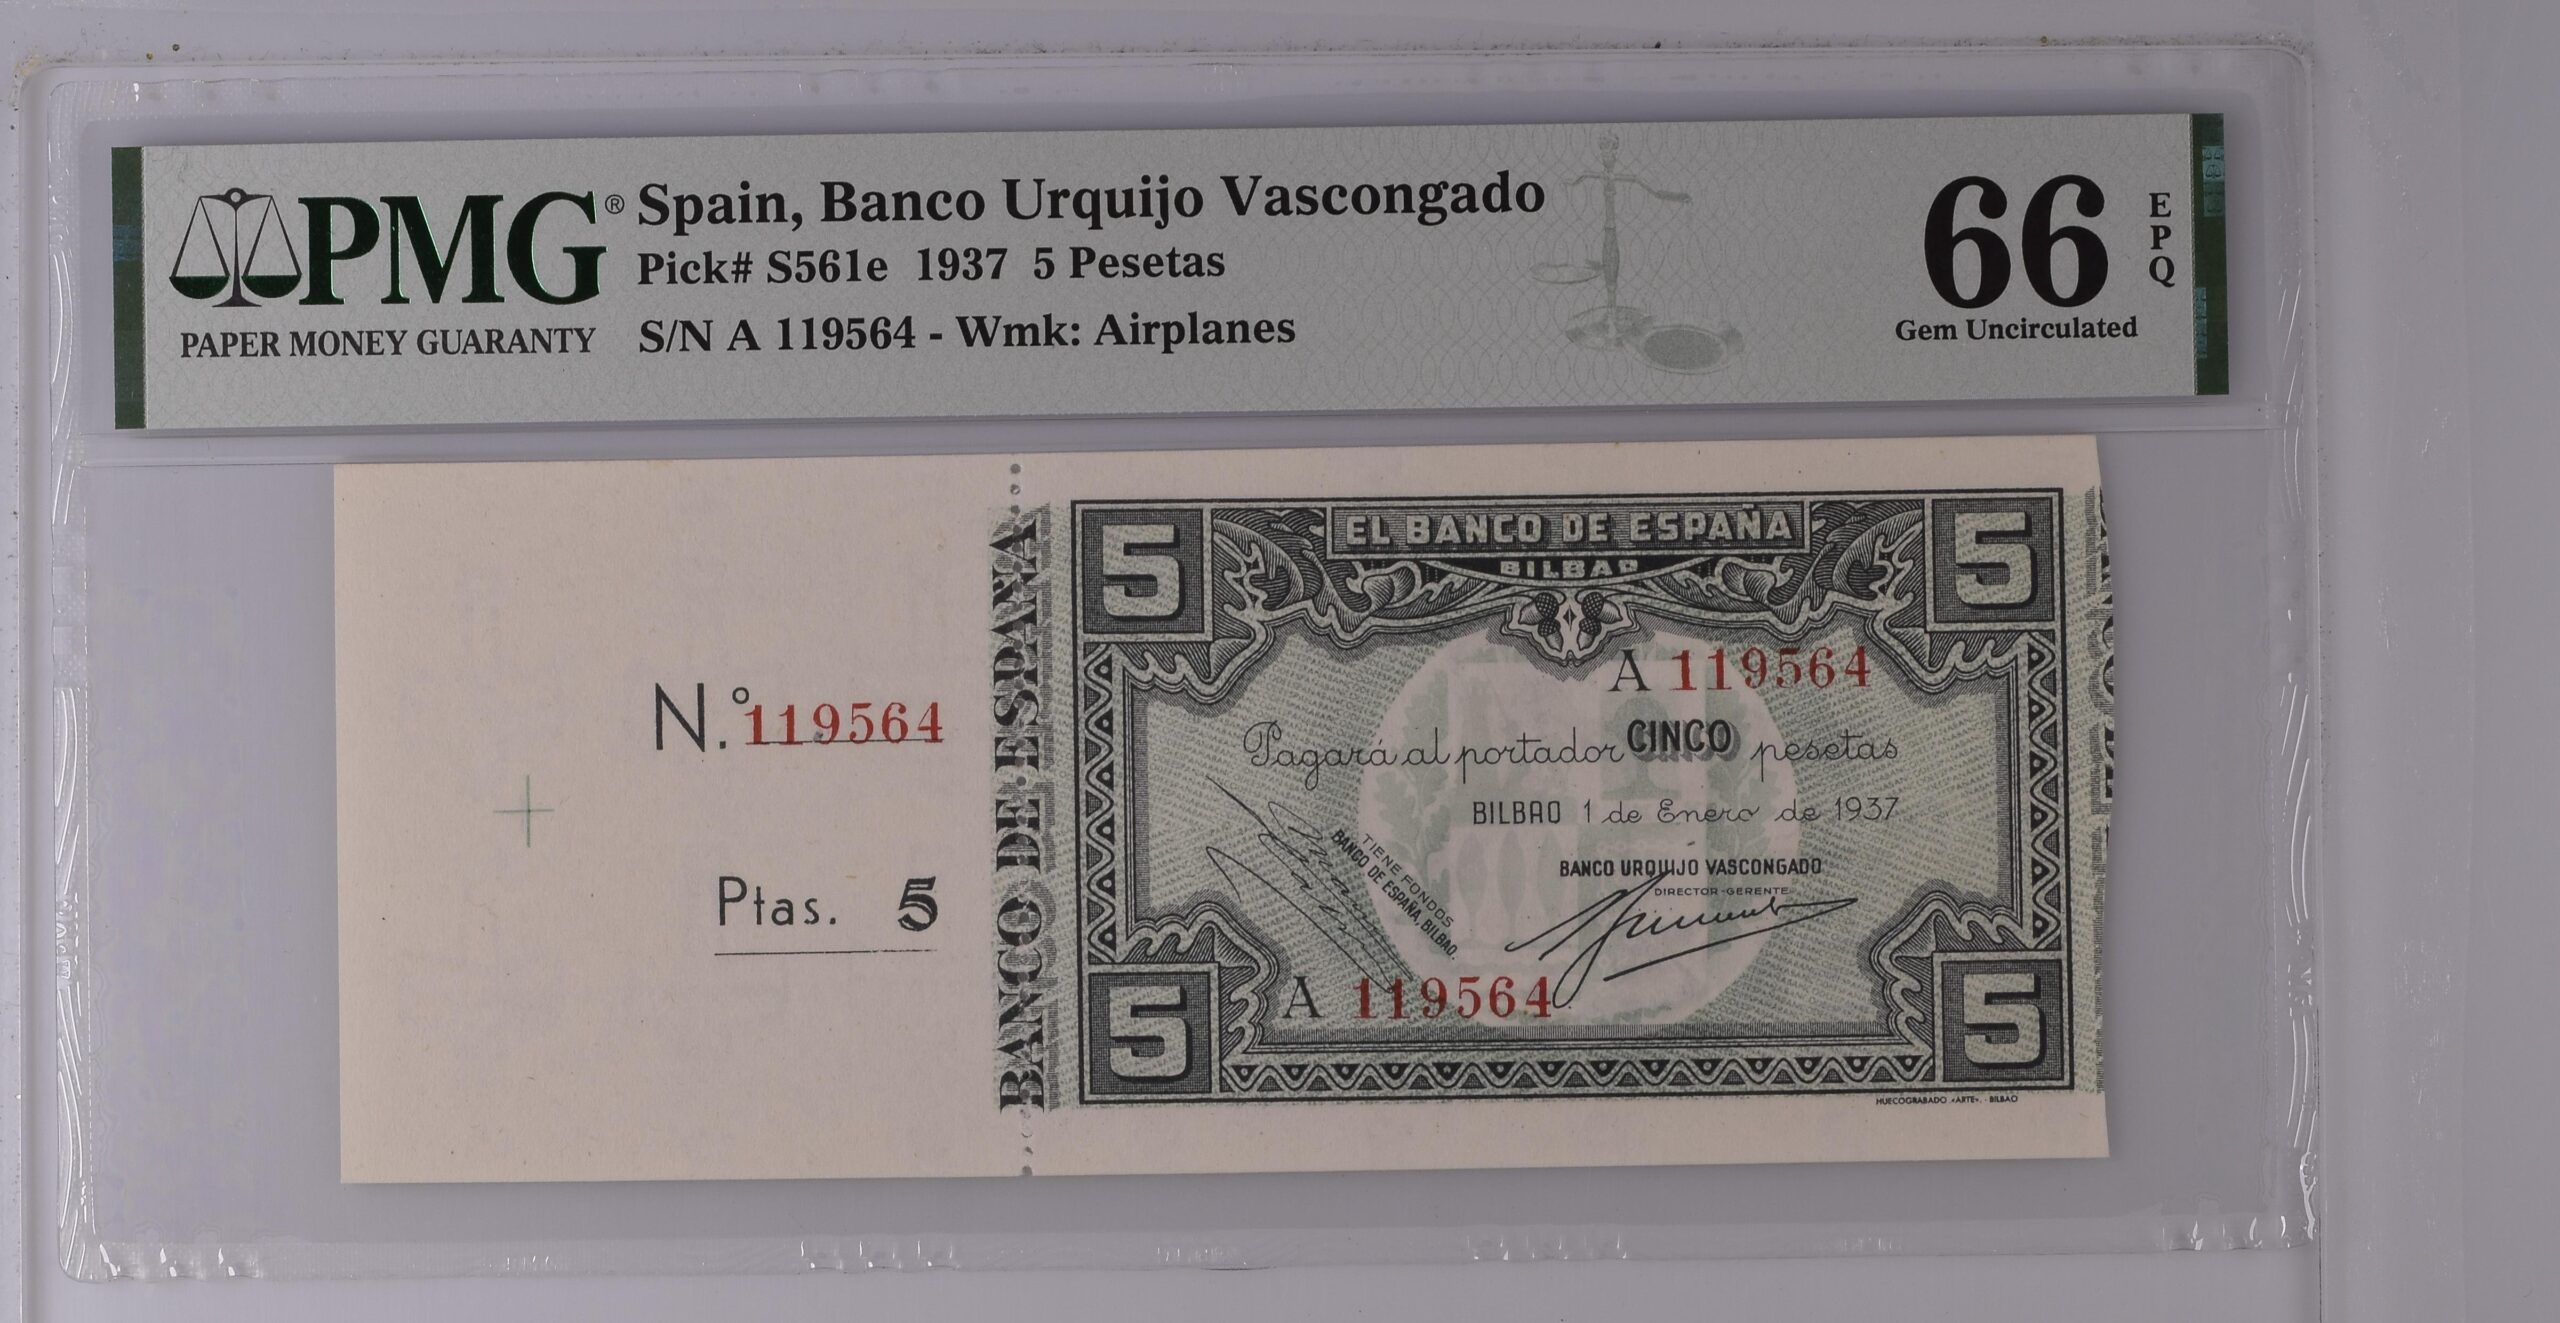 PMG®
PAPER MONEY GUARANTY
Spain, Banco Urquijo Vascongado
Pick# S561e 1937 5 Pesetas
S/N A 119564 - Wmk: Airplanes
66
EPQ
Gem Uncirculated
N.º 119564
Ptas. 5
BANCO DE ESPAÑA
5
EL BANCO DE ESPAÑA
5
BILBAO
A 119564
Pagará al portador CINCO pesetas
BILBAO 1 de Enero de 1937
TIENE FONDOS
BANCO DE ESPAÑA, BILBAO.
BANCO URQUIJO VASCONGADO
DIRECTOR-GERENTE
A 119564
5
5
HUECOGRABADO «ARTE». - BILBAO